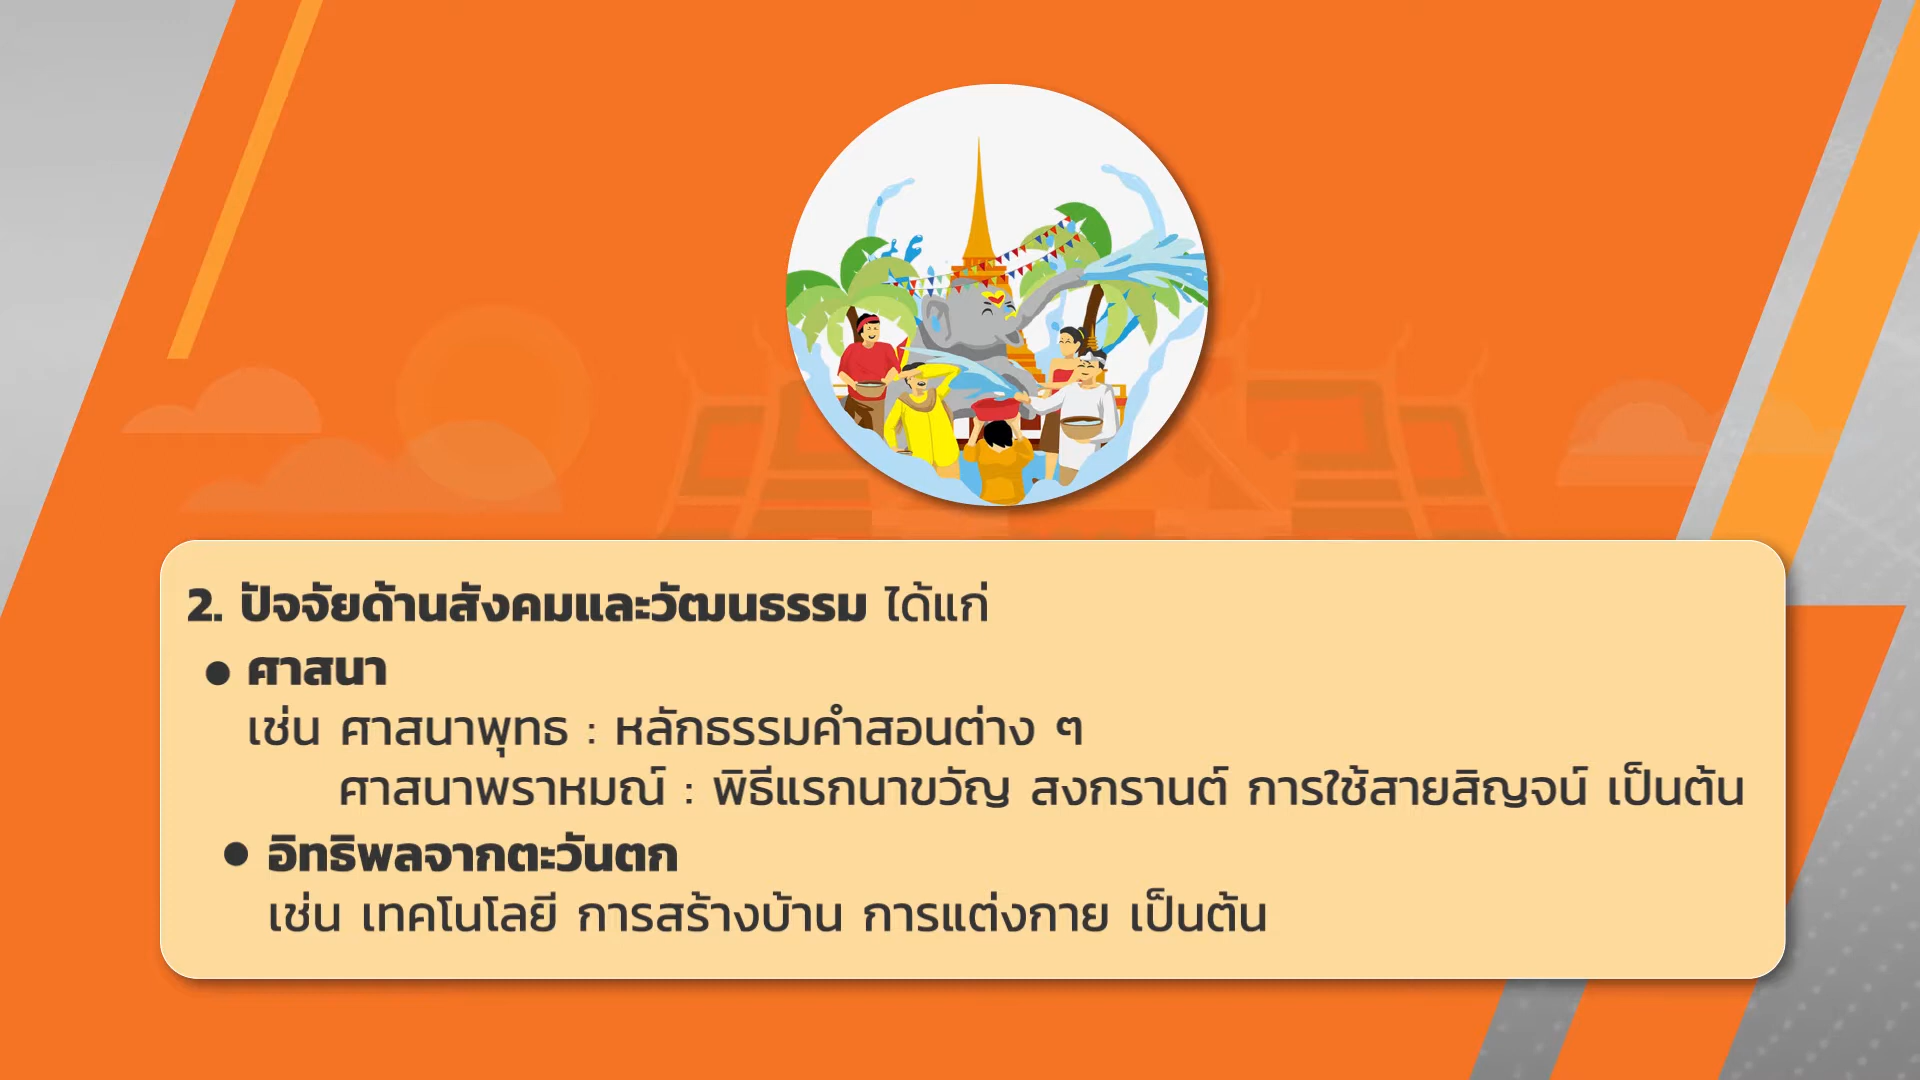 2. ปัจจัยด้านสังคมและวัฒนธรรม ได้แก่
● ศาสนา
เช่น ศาสนาพุทธ : หลักธรรมคำสอนต่าง ๆ
ศาสนาพราหมณ์ : พิธีแรกนาขวัญ สงกรานต์ การใช้สายสิญจน์ เป็นต้น
● อิทธิพลจากตะวันตก
เช่น เทคโนโลยี การสร้างบ้าน การแต่งกาย เป็นต้น